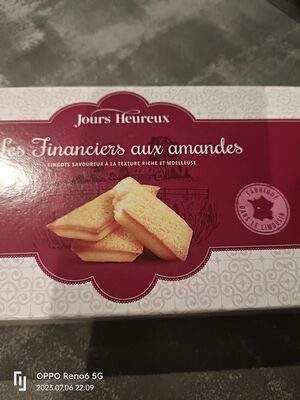 Jours Heureux
Les Financiers aux amandes
LINGOTS SAVOUREUX À LA TEXTURE RICHE ET MOELLEUSE
FABRIQUÉ
DANS LE LIMOUSIN
OPPO Reno6 5G
2023.07.06 22:09